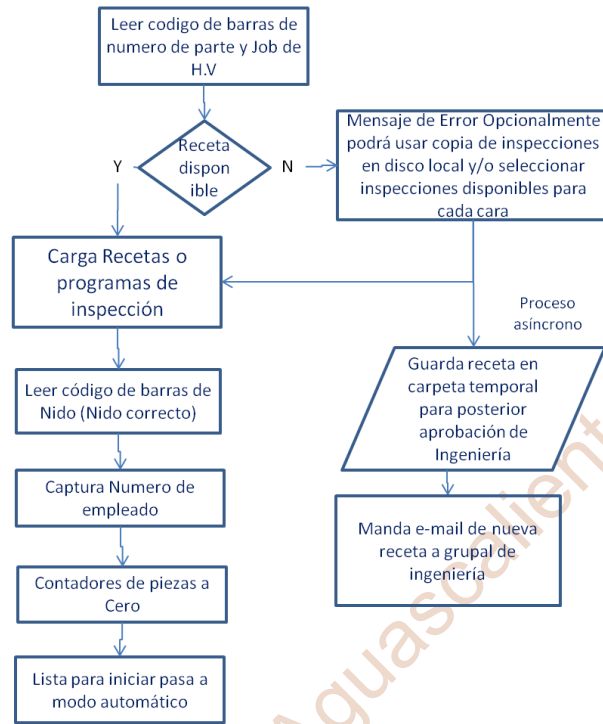 Leer codigo de barras de
numero de parte y Job de
H.V
Receta
dispon
ible
Y
N
Mensaje de Error Opcionalmente
podrá usar copia de inspecciones
en disco local y/o seleccionar
inspecciones disponibles para
cada cara
Carga Recetas o
programas de
inspección
Proceso
asíncrono
Leer código de barras de
Nido (Nido correcto)
Guarda receta en
carpeta temporal
para posterior
aprobación de
Ingeniería
Captura Numero de
empleado
Manda e-mail de nueva
receta a grupal de
ingeniería
Contadores de piezas a
Cero
Lista para iniciar pasa a
modo automático